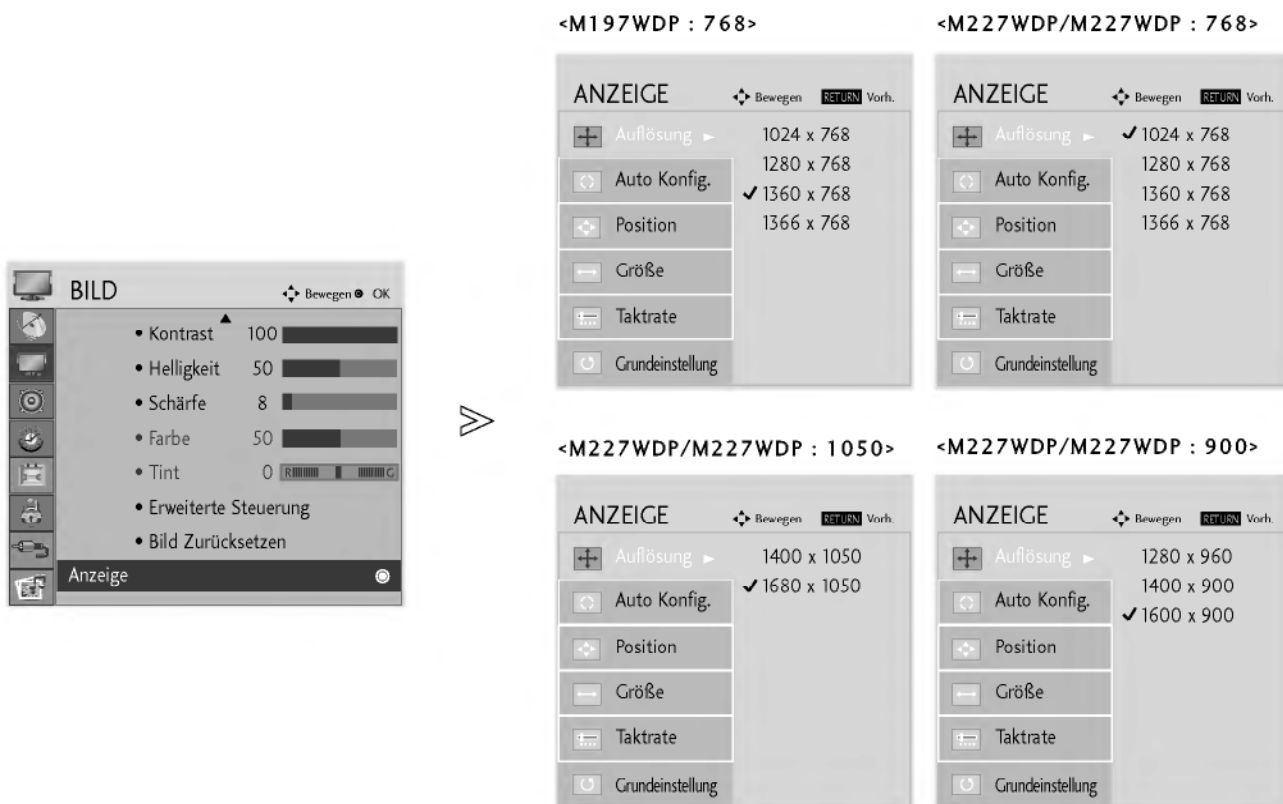 <M197WDP : 768>
ANZEIGE Bewegen RETURN Vorh.
Auflösung ► 1024 x 768
Auto Konfig. 1280 x 768
✔ 1360 x 768
Position 1366 x 768
Größe
Taktrate
Grundeinstellung
<M227WDP/M227WDP : 768>
ANZEIGE Bewegen RETURN Vorh.
Auflösung ► ✔ 1024 x 768
Auto Konfig. 1280 x 768
1360 x 768
Position 1366 x 768
Größe
Taktrate
Grundeinstellung
BILD Bewegen OK
• Kontrast 100
• Helligkeit 50
• Schärfe 8
• Farbe 50
• Tint 0 R G
• Erweiterte Steuerung
• Bild Zurücksetzen
Anzeige
<M227WDP/M227WDP : 1050>
ANZEIGE Bewegen RETURN Vorh.
Auflösung ► 1400 x 1050
✔ 1680 x 1050
Auto Konfig.
Position
Größe
Taktrate
Grundeinstellung
<M227WDP/M227WDP : 900>
ANZEIGE Bewegen RETURN Vorh.
Auflösung ► 1280 x 960
1400 x 900
Auto Konfig. ✔ 1600 x 900
Position
Größe
Taktrate
Grundeinstellung